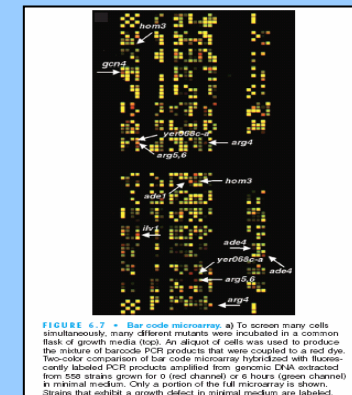 hom3
gcn4
yer068c-a
arg4
arg5,6
hom3
ade1
ilv1
ade4
yer068c-a
ade4
arg5,6
arg4
FIGURE 6.7 • Bar code microarray. a) To screen many cells
simultaneously, many different mutants were incubated in a common
flask of growth media (top). An aliquot of cells was used to produce
the mixture of barcode PCR products that were coupled to a red dye.
Two-color comparison of bar code microarray hybridized with fluores-
cently labeled PCR products amplified from genomic DNA extracted
from 558 strains grown for 0 (red channel) or 6 hours (green channel)
in minimal medium. Only a portion of the full microarray is shown.
Strains that exhibit a growth defect in minimal medium are labeled.